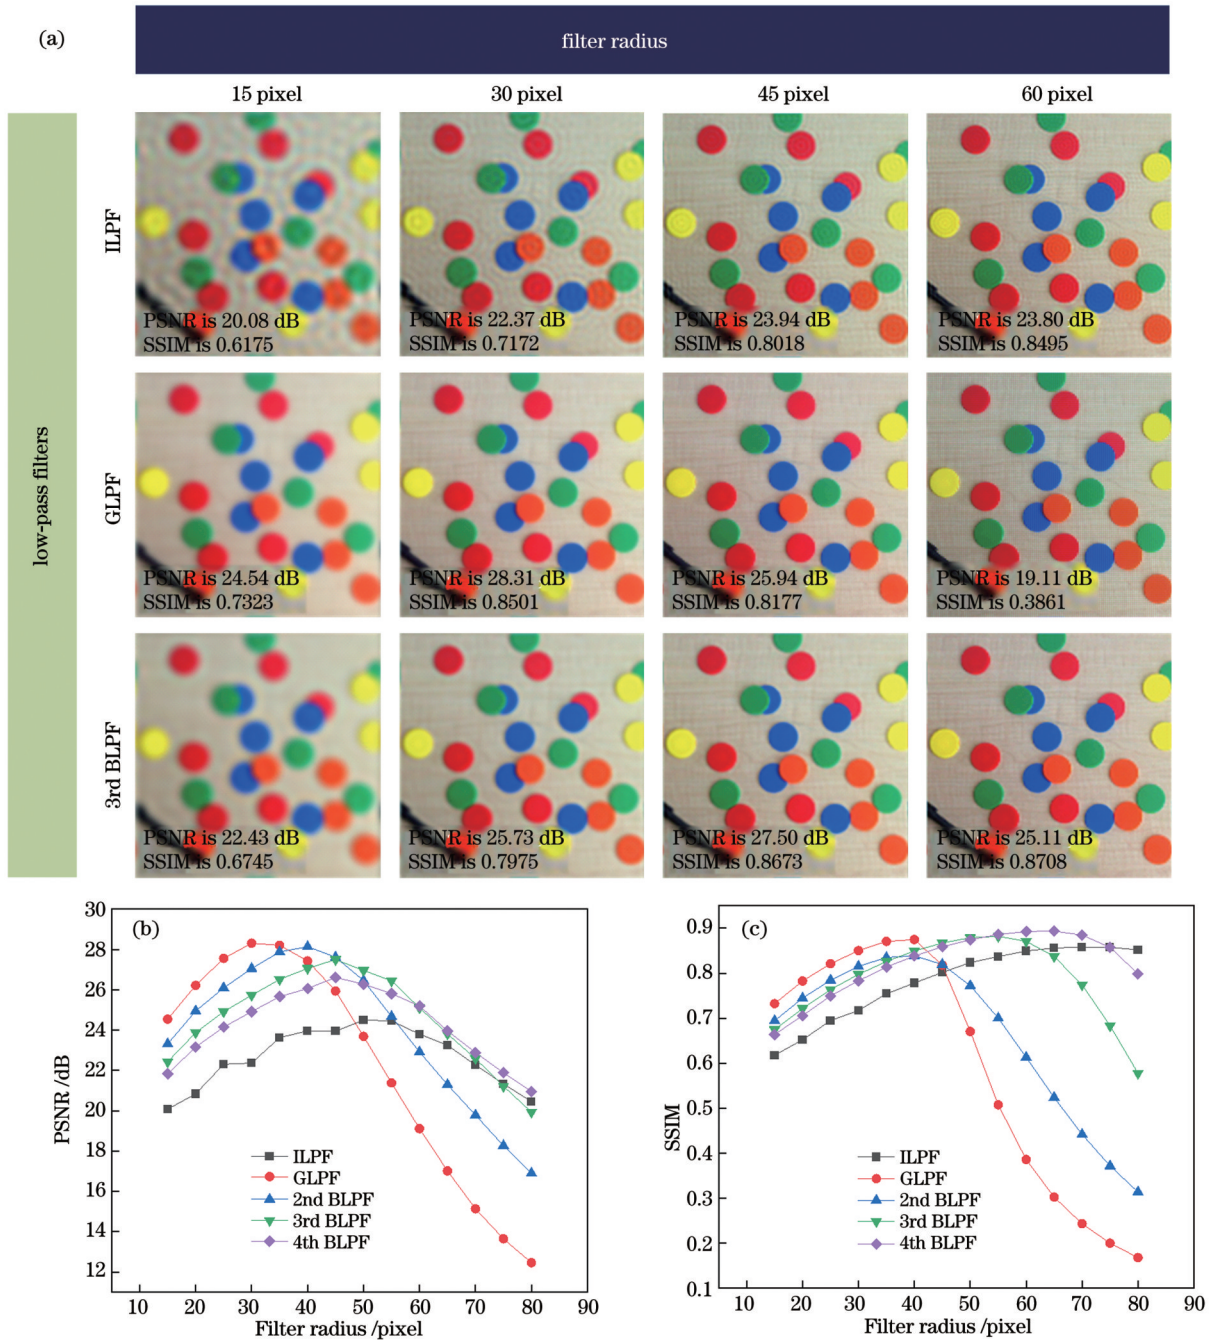 (a)
filter radius
15 pixel 30 pixel 45 pixel 60 pixel
low-pass filters
ILPF
PSNR is 20.08 dB
SSIM is 0.6175
PSNR is 22.37 dB
SSIM is 0.7172
PSNR is 23.94 dB
SSIM is 0.8018
PSNR is 23.80 dB
SSIM is 0.8495
GLPF
PSNR is 24.54 dB
SSIM is 0.7323
PSNR is 28.31 dB
SSIM is 0.8501
PSNR is 25.94 dB
SSIM is 0.8177
PSNR is 19.11 dB
SSIM is 0.3861
3rd BLPF
PSNR is 22.43 dB
SSIM is 0.6745
PSNR is 25.73 dB
SSIM is 0.7975
PSNR is 27.50 dB
SSIM is 0.8673
PSNR is 25.11 dB
SSIM is 0.8708
(b)
PSNR /dB
30
28
26
24
22
20
18
16
14
12
ILPF
GLPF
2nd BLPF
3rd BLPF
4th BLPF
10 20 30 40 50 60 70 80 90
Filter radius /pixel
(c)
SSIM
0.9
0.8
0.7
0.6
0.5
0.4
0.3
0.2
0.1
ILPF
GLPF
2nd BLPF
3rd BLPF
4th BLPF
10 20 30 40 50 60 70 80 90
Filter radius /pixel